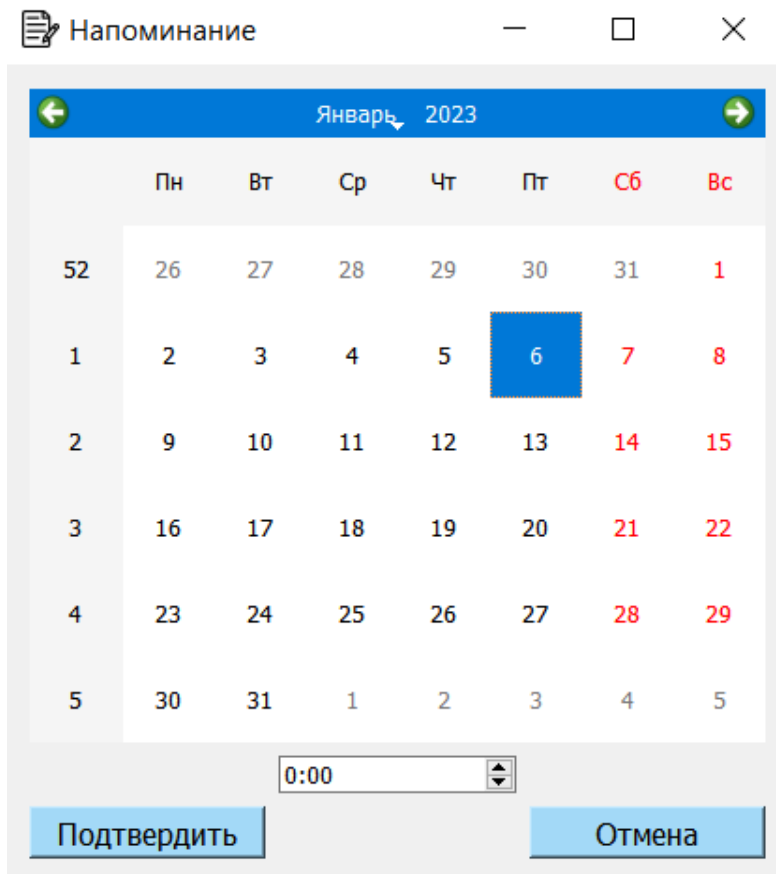 Напоминание
Январь 2023
Пн Вт Ср Чт Пт Сб Вс
52 26 27 28 29 30 31 1
1 2 3 4 5 6 7 8
2 9 10 11 12 13 14 15
3 16 17 18 19 20 21 22
4 23 24 25 26 27 28 29
5 30 31 1 2 3 4 5
0:00
Подтвердить Отмена